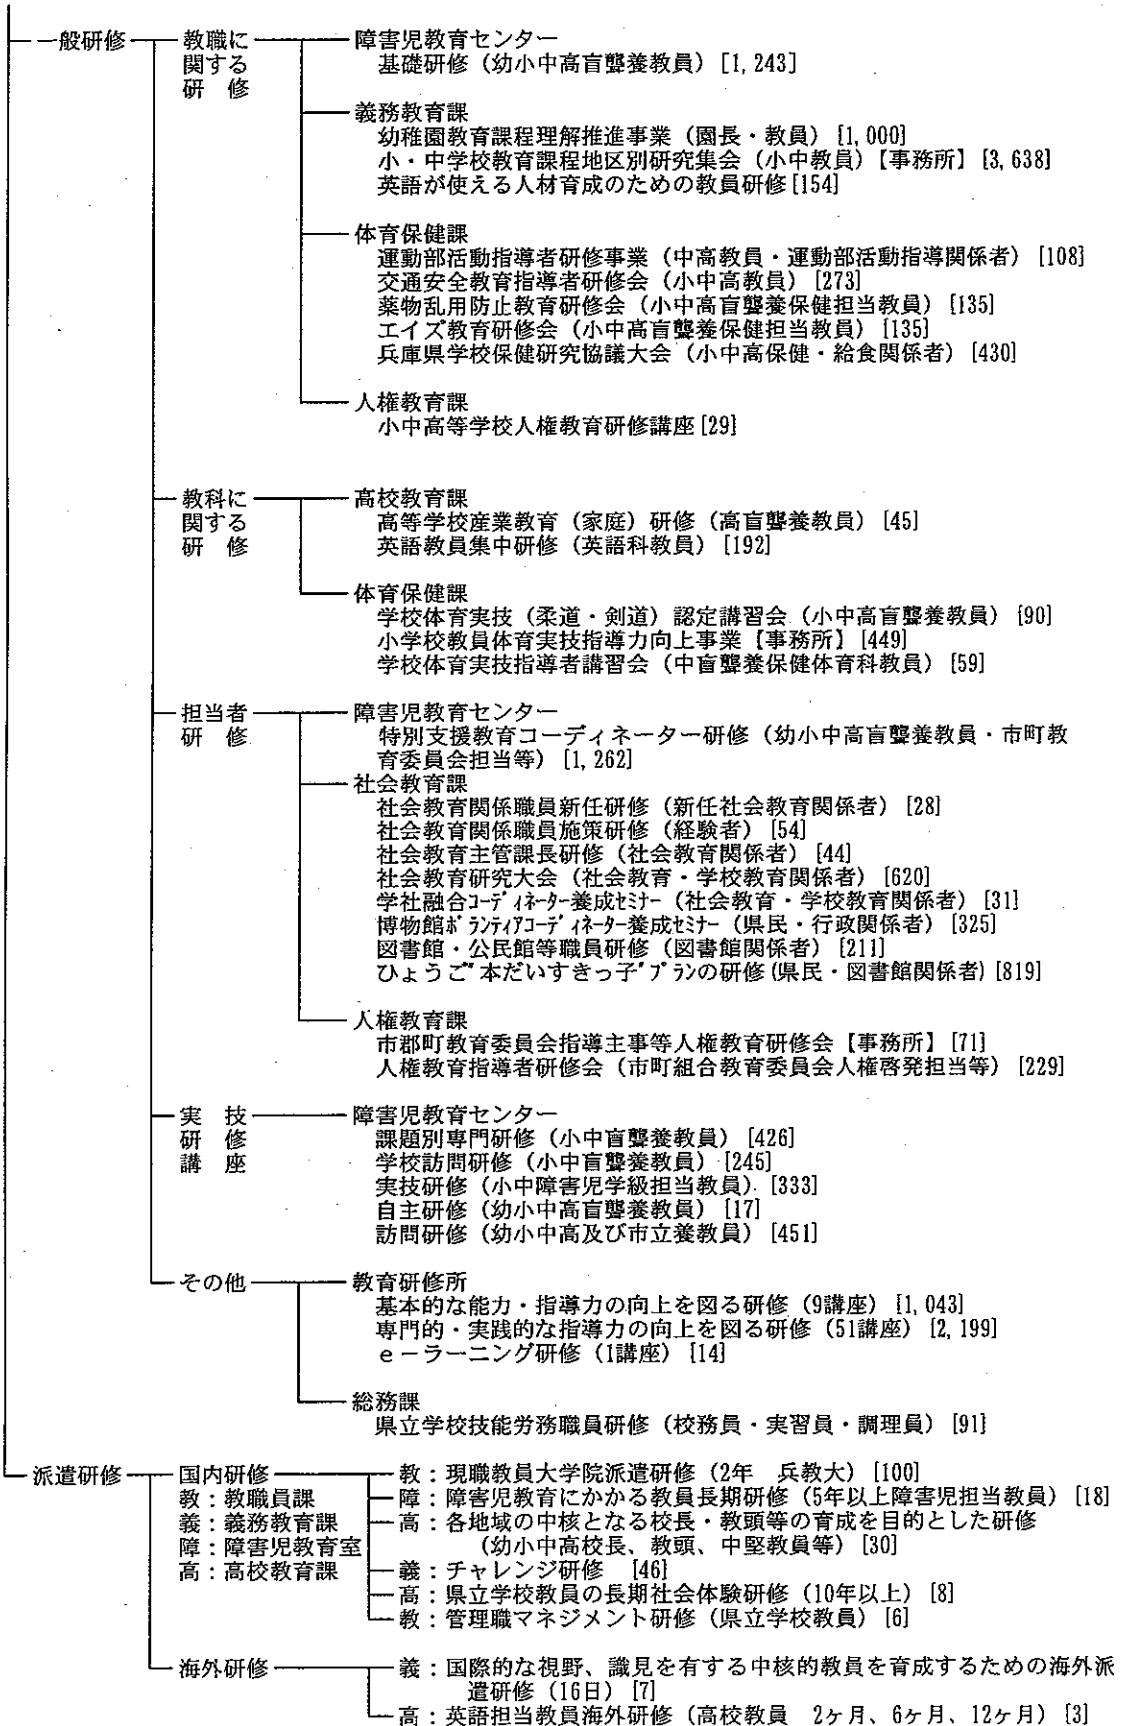 一般研修
教職に
関する
研 修
障害児教育センター
基礎研修（幼小中高盲聾養教員）[1,243]
義務教育課
幼稚園教育課程理解推進事業（園長・教員）[1,000]
小・中学校教育課程地区別研究集会（小中教員）【事務所】[3,638]
英語が使える人材育成のための教員研修[154]
体育保健課
運動部活動指導者研修事業（中高教員・運動部活動指導関係者）[108]
交通安全教育指導者研修会（小中高教員）[273]
薬物乱用防止教育研修会（小中高盲聾養保健担当教員）[135]
エイズ教育研修会（小中高盲聾養保健担当教員）[135]
兵庫県学校保健研究協議大会（小中高保健・給食関係者）[430]
人権教育課
小中高等学校人権教育研修講座[29]
教科に
関する
研 修
高校教育課
高等学校産業教育（家庭）研修（高盲聾養教員）[45]
英語教員集中研修（英語科教員）[192]
体育保健課
学校体育実技（柔道・剣道）認定講習会（小中高盲聾養教員）[90]
小学校教員体育実技指導力向上事業【事務所】[449]
学校体育実技指導者講習会（中盲聾養保健体育科教員）[59]
担当者
研 修
障害児教育センター
特別支援教育コーディネーター研修（幼小中高盲聾養教員・市町教
育委員会担当等）[1,262]
社会教育課
社会教育関係職員新任研修（新任社会教育関係者）[28]
社会教育関係職員施策研修（経験者）[54]
社会教育主管課長研修（社会教育関係者）[44]
社会教育研究大会（社会教育・学校教育関係者）[620]
学社融合ｺｰﾃﾞｨﾈｰﾀｰ養成ｾﾐﾅｰ（社会教育・学校教育関係者）[31]
博物館ﾎﾞﾗﾝﾃｨｱｺｰﾃﾞｨﾈｰﾀｰ養成ｾﾐﾅｰ（県民・行政関係者）[325]
図書館・公民館等職員研修（図書館関係者）[211]
ひょうご"本だいすきっ子"ﾌﾟﾗﾝの研修(県民・図書館関係者)[819]
人権教育課
市郡町教育委員会指導主事等人権教育研修会【事務所】[71]
人権教育指導者研修会（市町組合教育委員会人権啓発担当等）[229]
実 技
研 修
講 座
障害児教育センター
課題別専門研修（小中盲聾養教員）[426]
学校訪問研修（小中盲聾養教員）[245]
実技研修（小中障害児学級担当教員）[333]
自主研修（幼小中高盲聾養教員）[17]
訪問研修（幼小中高及び市立養教員）[451]
その他
教育研修所
基本的な能力・指導力の向上を図る研修（9講座）[1,043]
専門的・実践的な指導力の向上を図る研修（51講座）[2,199]
e－ラーニング研修（1講座）[14]
総務課
県立学校技能労務職員研修（校務員・実習員・調理員）[91]
派遣研修
国内研修
教：教職員課
義：義務教育課
障：障害児教育室
高：高校教育課
教：現職教員大学院派遣研修（2年 兵教大）[100]
障：障害児教育にかかる教員長期研修（5年以上障害児担当教員）[18]
高：各地域の中核となる校長・教頭等の育成を目的とした研修
（幼小中高校長、教頭、中堅教員等）[30]
義：チャレンジ研修 [46]
高：県立学校教員の長期社会体験研修（10年以上）[8]
教：管理職マネジメント研修（県立学校教員）[6]
海外研修
義：国際的な視野、識見を有する中核的教員を育成するための海外派
遣研修（16日）[7]
高：英語担当教員海外研修（高校教員 2ヶ月、6ヶ月、12ヶ月）[3]